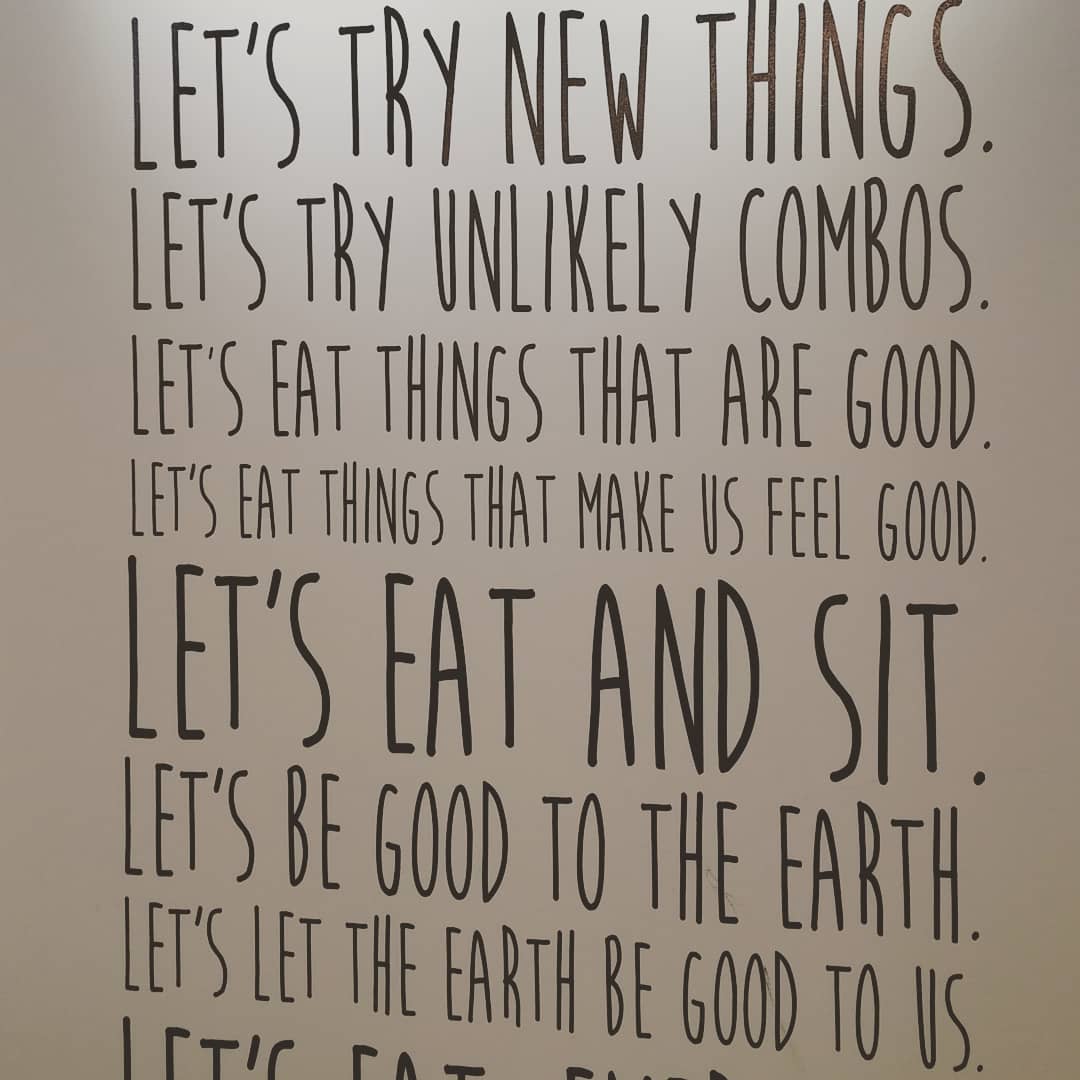 LET'S TRY NEW THINGS.
LET'S TRY UNLIKELY COMBOS.
LET'S EAT THINGS THAT ARE GOOD.
LET'S EAT THINGS THAT MAKE US FEEL GOOD.
LET'S EAT AND SIT.
LET'S BE GOOD TO THE EARTH.
LET'S LET THE EARTH BE GOOD TO US.
LET'S EAT